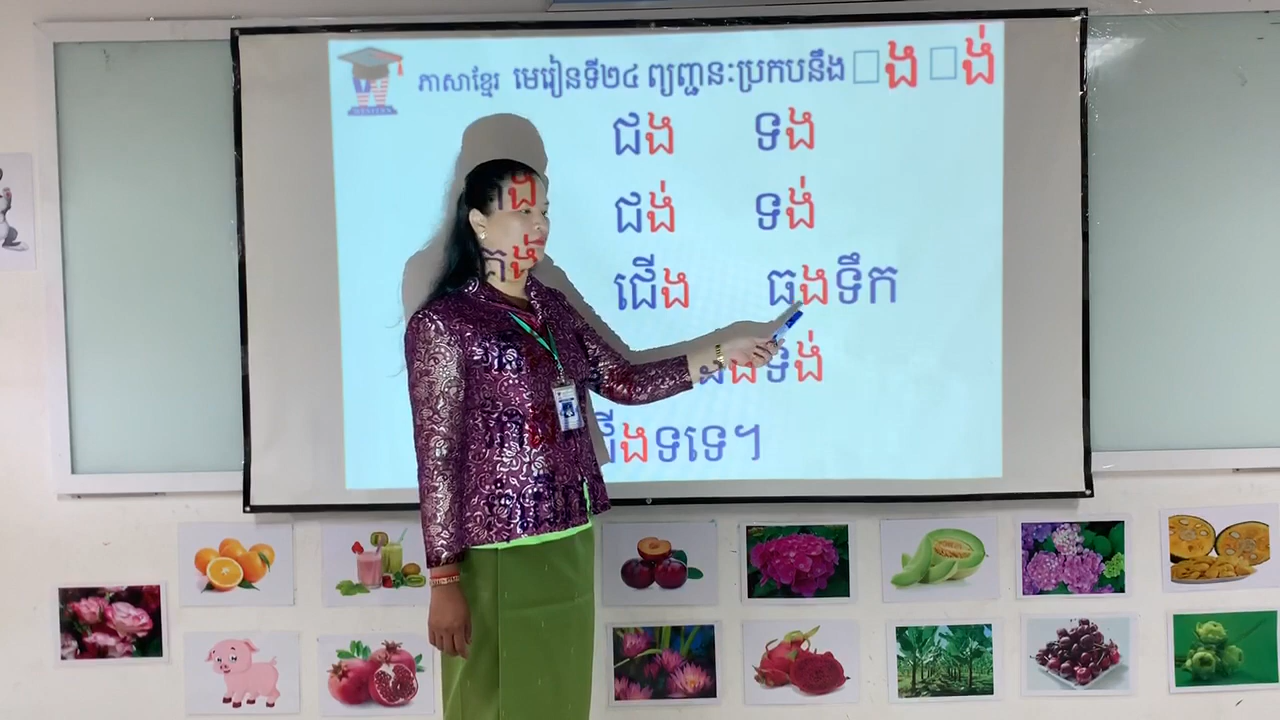 ភាសាខ្មែរ មេរៀនទី២៤ ព្យញ្ជនៈប្រកបនឹង □ង □ង់
ជង ទង
ជង់ ទង់
ជើង ធងទឹក
ទង់
ទទេ។